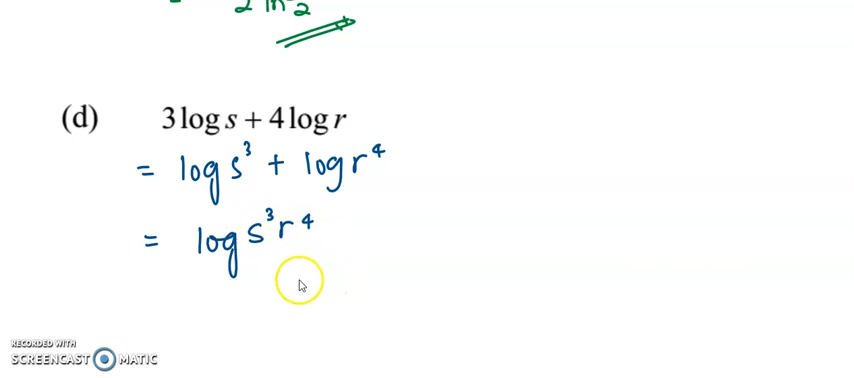 2 ln 2
(d) 3 log s + 4 log r
= log s³ + log r⁴
= log s³r⁴
RECORDED WITH
SCREENCAST MATIC